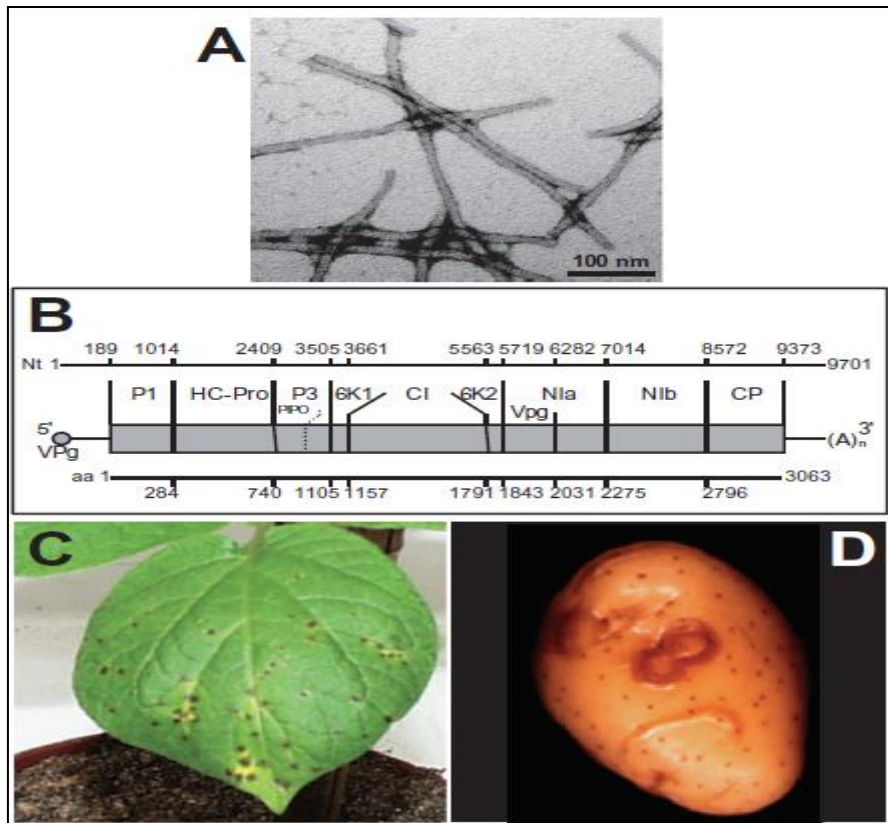 A
100 nm
B
189 1014 2409 3505 3661 5563 5719 6282 7014 8572 9373
Nt 1 9701
P1 HC-Pro P3 6K1 CI 6K2 NIa NIb CP
PIPO Vpg
5' 3'
VPg (A)n
aa 1 3063
284 740 1105 1157 1791 1843 2031 2275 2796
C
D